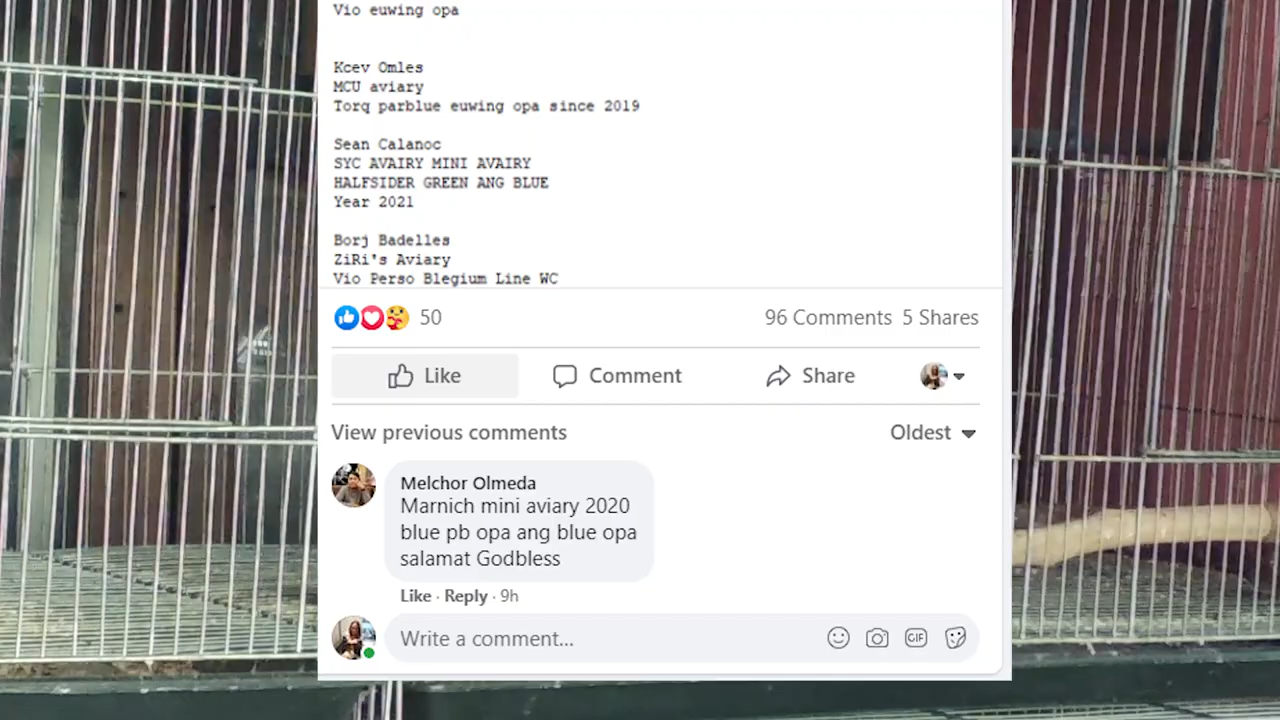 Vio euwing opa
Kcev Omles
MCU aviary
Torq parblue euwing opa since 2019
Sean Calanoc
SYC AVAIRY MINI AVAIRY
HALFSIDER GREEN ANG BLUE
Year 2021
Borj Badelles
ZiRi's Aviary
Vio Perso Blegium Line WC
50
96 Comments 5 Shares
Like
Comment
Share
View previous comments
Oldest
Melchor Olmeda
Marnich mini aviary 2020
blue pb opa ang blue opa
salamat Godbless
Like · Reply · 9h
Write a comment...
GIF